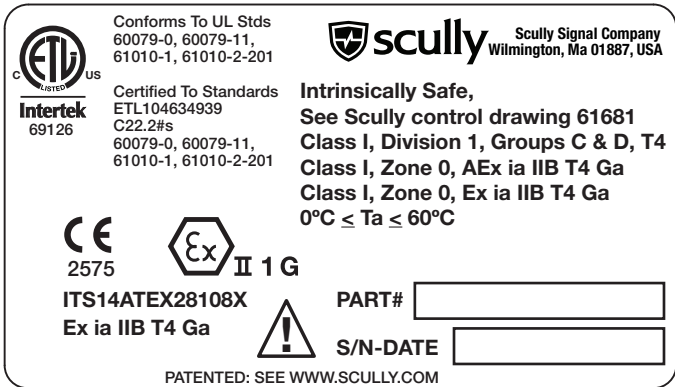 Conforms To UL Stds
60079-0, 60079-11,
61010-1, 61010-2-201
C ETL US
LISTED
Intertek
69126
Certified To Standards
ETL104634939
C22.2#s
60079-0, 60079-11,
61010-1, 61010-2-201
scully
Scully Signal Company
Wilmington, Ma 01887, USA
Intrinsically Safe,
See Scully control drawing 61681
Class I, Division 1, Groups C & D, T4
Class I, Zone 0, AEx ia IIB T4 Ga
Class I, Zone 0, Ex ia IIB T4 Ga
0ºC ≤ Ta ≤ 60ºC
CE
2575
Ex II 1 G
ITS14ATEX28108X
Ex ia IIB T4 Ga
!
PART#
S/N-DATE
PATENTED: SEE WWW.SCULLY.COM